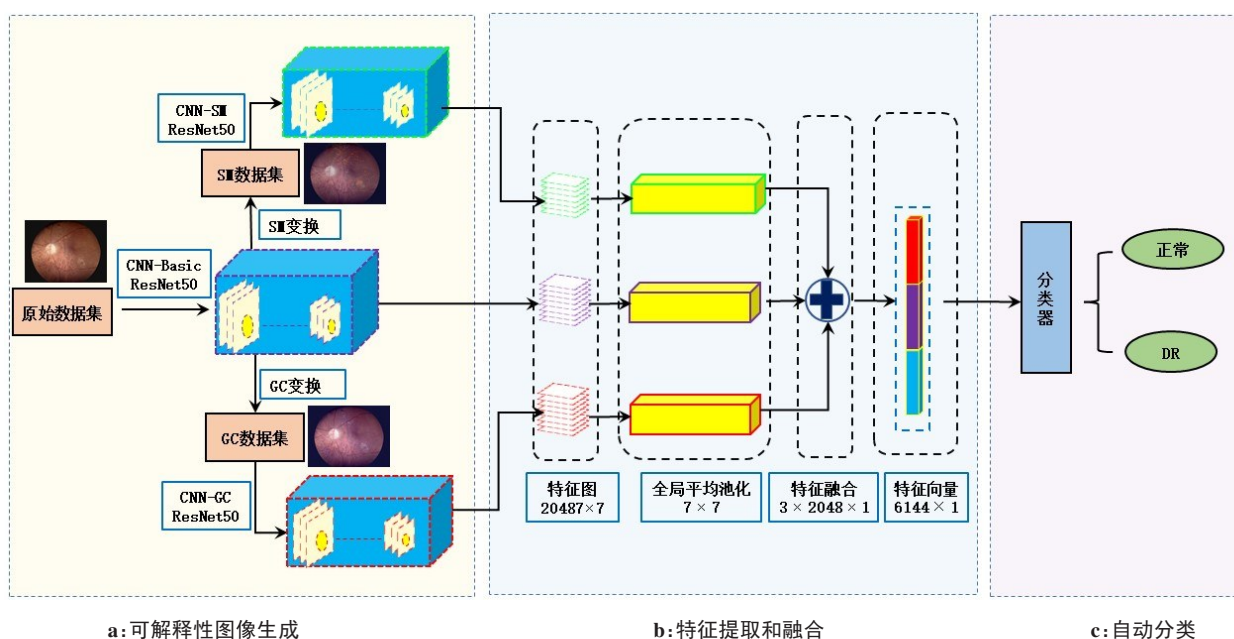 CNN-SM
ResNet50
SM数据集
SM变换
CNN-Basic
ResNet50
原始数据集
GC变换
GC数据集
CNN-GC
ResNet50
特征图
20487×7
全局平均池化
7×7
特征融合
3×2048×1
特征向量
6144×1
分类器
正常
DR
a:可解释性图像生成
b:特征提取和融合
c:自动分类